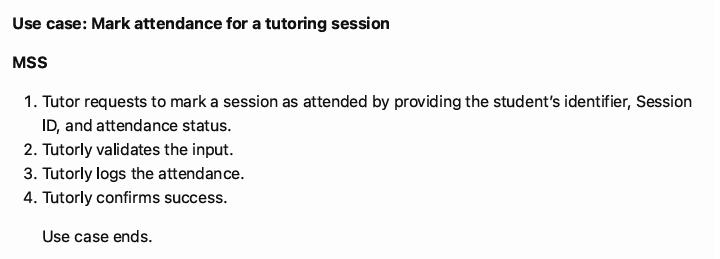 Use case: Mark attendance for a tutoring session
MSS
1. Tutor requests to mark a session as attended by providing the student’s identifier, Session
ID, and attendance status.
2. Tutorly validates the input.
3. Tutorly logs the attendance.
4. Tutorly confirms success.
Use case ends.